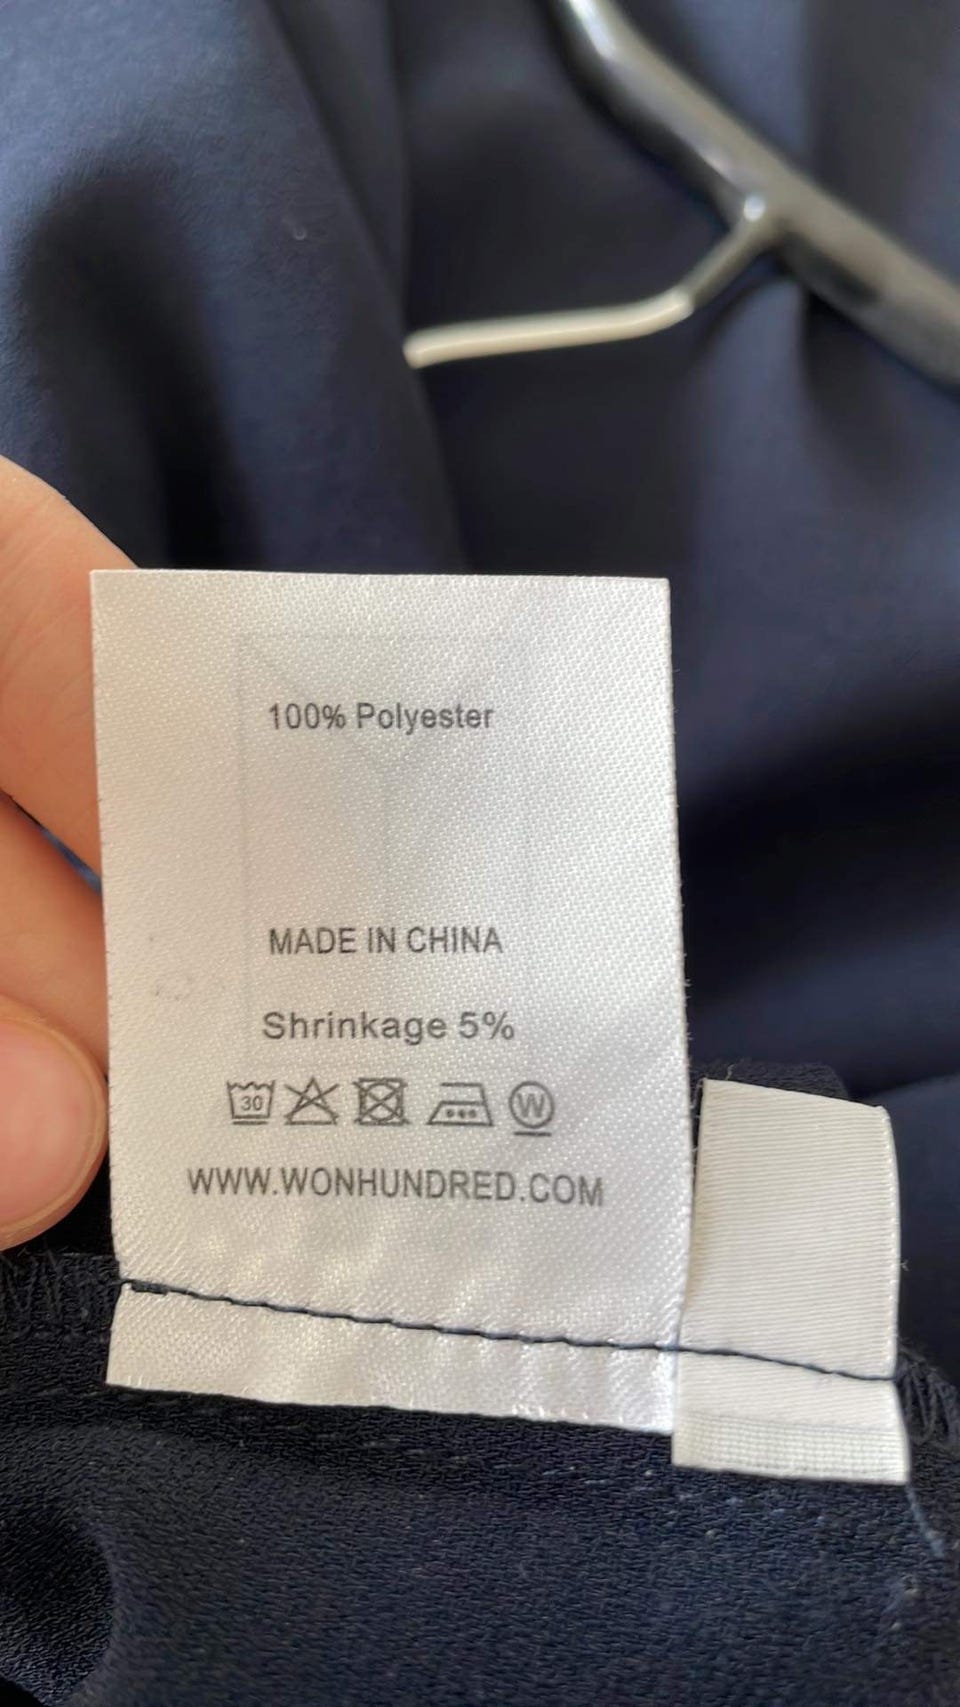 100% Polyester
MADE IN CHINA
Shrinkage 5%
30 W
WWW.WONHUNDRED.COM